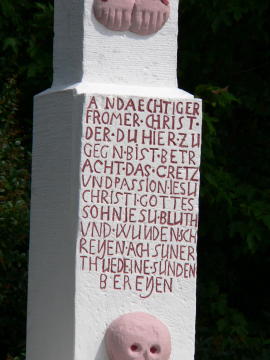 ANDAECHTIGER
FROMER·CHRIST·
DER·DU·HIER·ZU
GEGN·BIST·BETR
ACHT·DAS·CRETZ
UND PASSION·IESU
CHRISTI·GOTTES
SOHN JESU·BLUTH
UND·WUNDEN SCH
REYEN·ACH SUNER
THUE DEINE·SUNDEN
BEREYEN